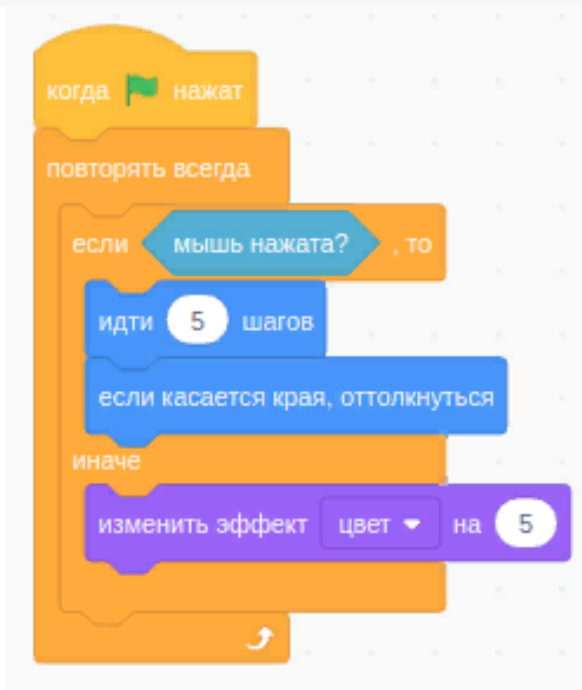 когда нажат
повторять всегда
если мышь нажата? , то
идти 5 шагов
если касается края, оттолкнуться
иначе
изменить эффект цвет на 5